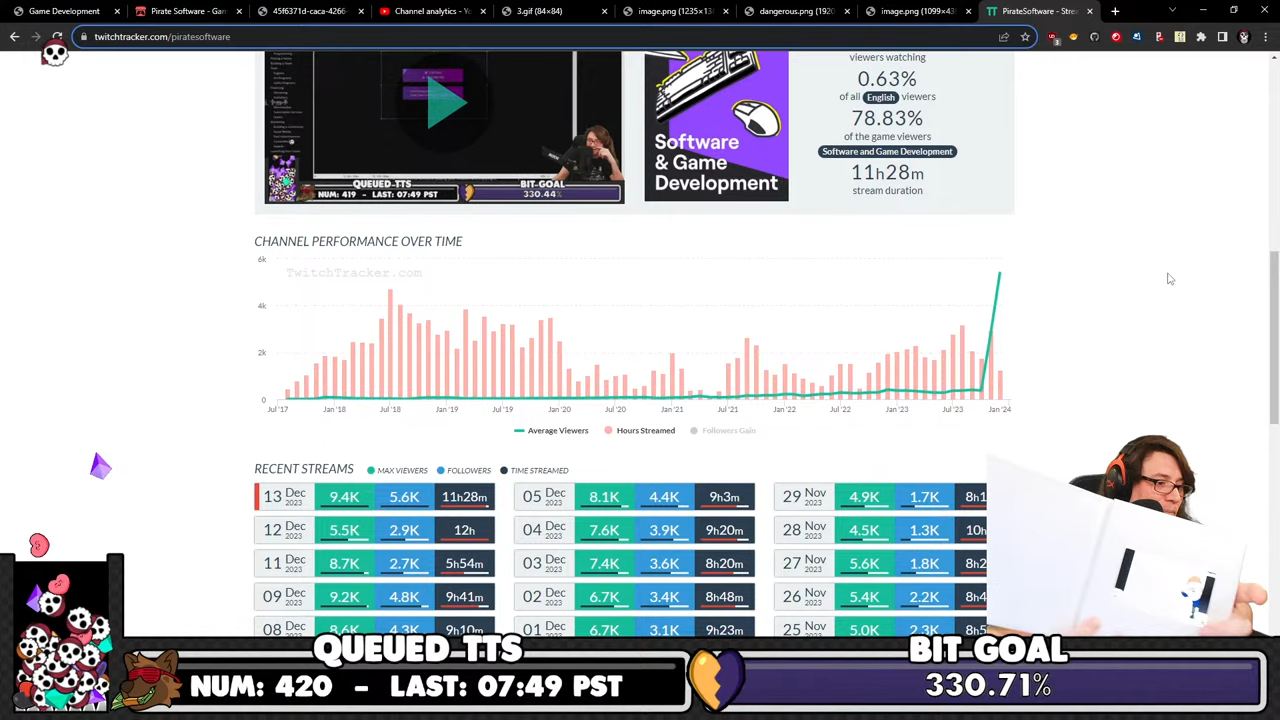 Game Development
Pirate Software - Gam
45f6371d-caca-4266
Channel analytics - Yo
3.gif (84×84)
image.png (1235×13
dangerous.png (1920
image.png (1099×43
PirateSoftware - Stre
twitchtracker.com/piratesoftware
viewers watching
0.63%
of all English viewers
78.83%
of the game viewers
Software and Game Development
11h28m
stream duration
Software
& Game
Development
QUEUED TTS
NUM: 419 - LAST: 07:49 PST
BIT GOAL
330.44%
CHANNEL PERFORMANCE OVER TIME
TwitchTracker.com
6k
4k
2k
0
Jul '17
Jan '18
Jul '18
Jan '19
Jul '19
Jan '20
Jul '20
Jan '21
Jul '21
Jan '22
Jul '22
Jan '23
Jul '23
Jan '24
Average Viewers
Hours Streamed
Followers Gain
RECENT STREAMS
MAX VIEWERS
FOLLOWERS
TIME STREAMED
13 Dec 2023 9.4K 5.6K 11h28m
05 Dec 2023 8.1K 4.4K 9h3m
29 Nov 2023 4.9K 1.7K 8h1
12 Dec 2023 5.5K 2.9K 12h
04 Dec 2023 7.6K 3.9K 9h20m
28 Nov 2023 4.5K 1.3K 10h
11 Dec 2023 8.7K 2.7K 5h54m
03 Dec 2023 7.4K 3.6K 8h20m
27 Nov 2023 5.6K 1.8K 8h2
09 Dec 2023 9.2K 4.8K 9h41m
02 Dec 2023 6.7K 3.4K 8h48m
26 Nov 2023 5.4K 2.2K 8h4
08 Dec 8.6K 4.3K 9h10m
01 Dec 6.7K 3.1K 9h23m
25 Nov 5.0K 2.3K 8h5
QUEUED TTS
NUM: 420 - LAST: 07:49 PST
BIT GOAL
330.71%